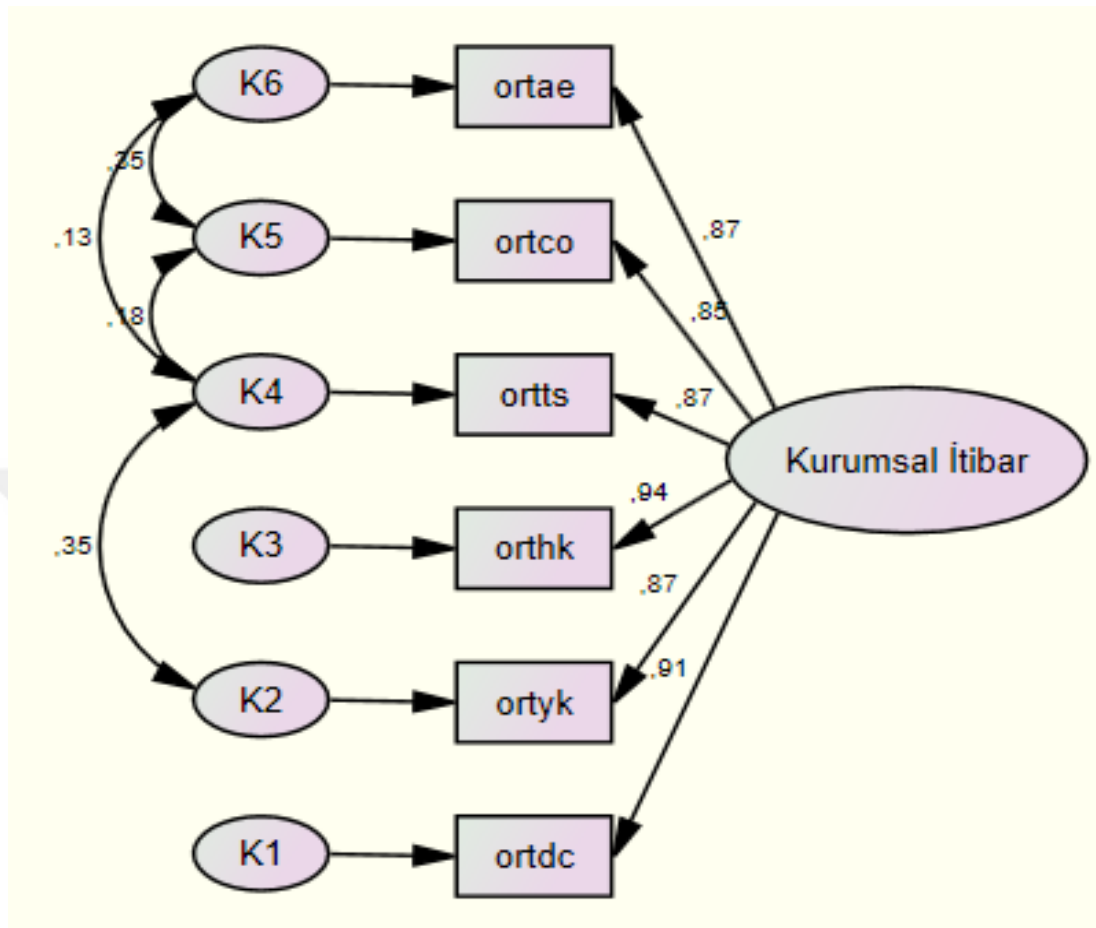 K6
ortae
,35
,87
,13
K5
ortco
,18
,85
K4
ortts
,87
Kurumsal İtibar
,94
,35
K3
orthk
,87
K2
ortyk
,91
K1
ortdc